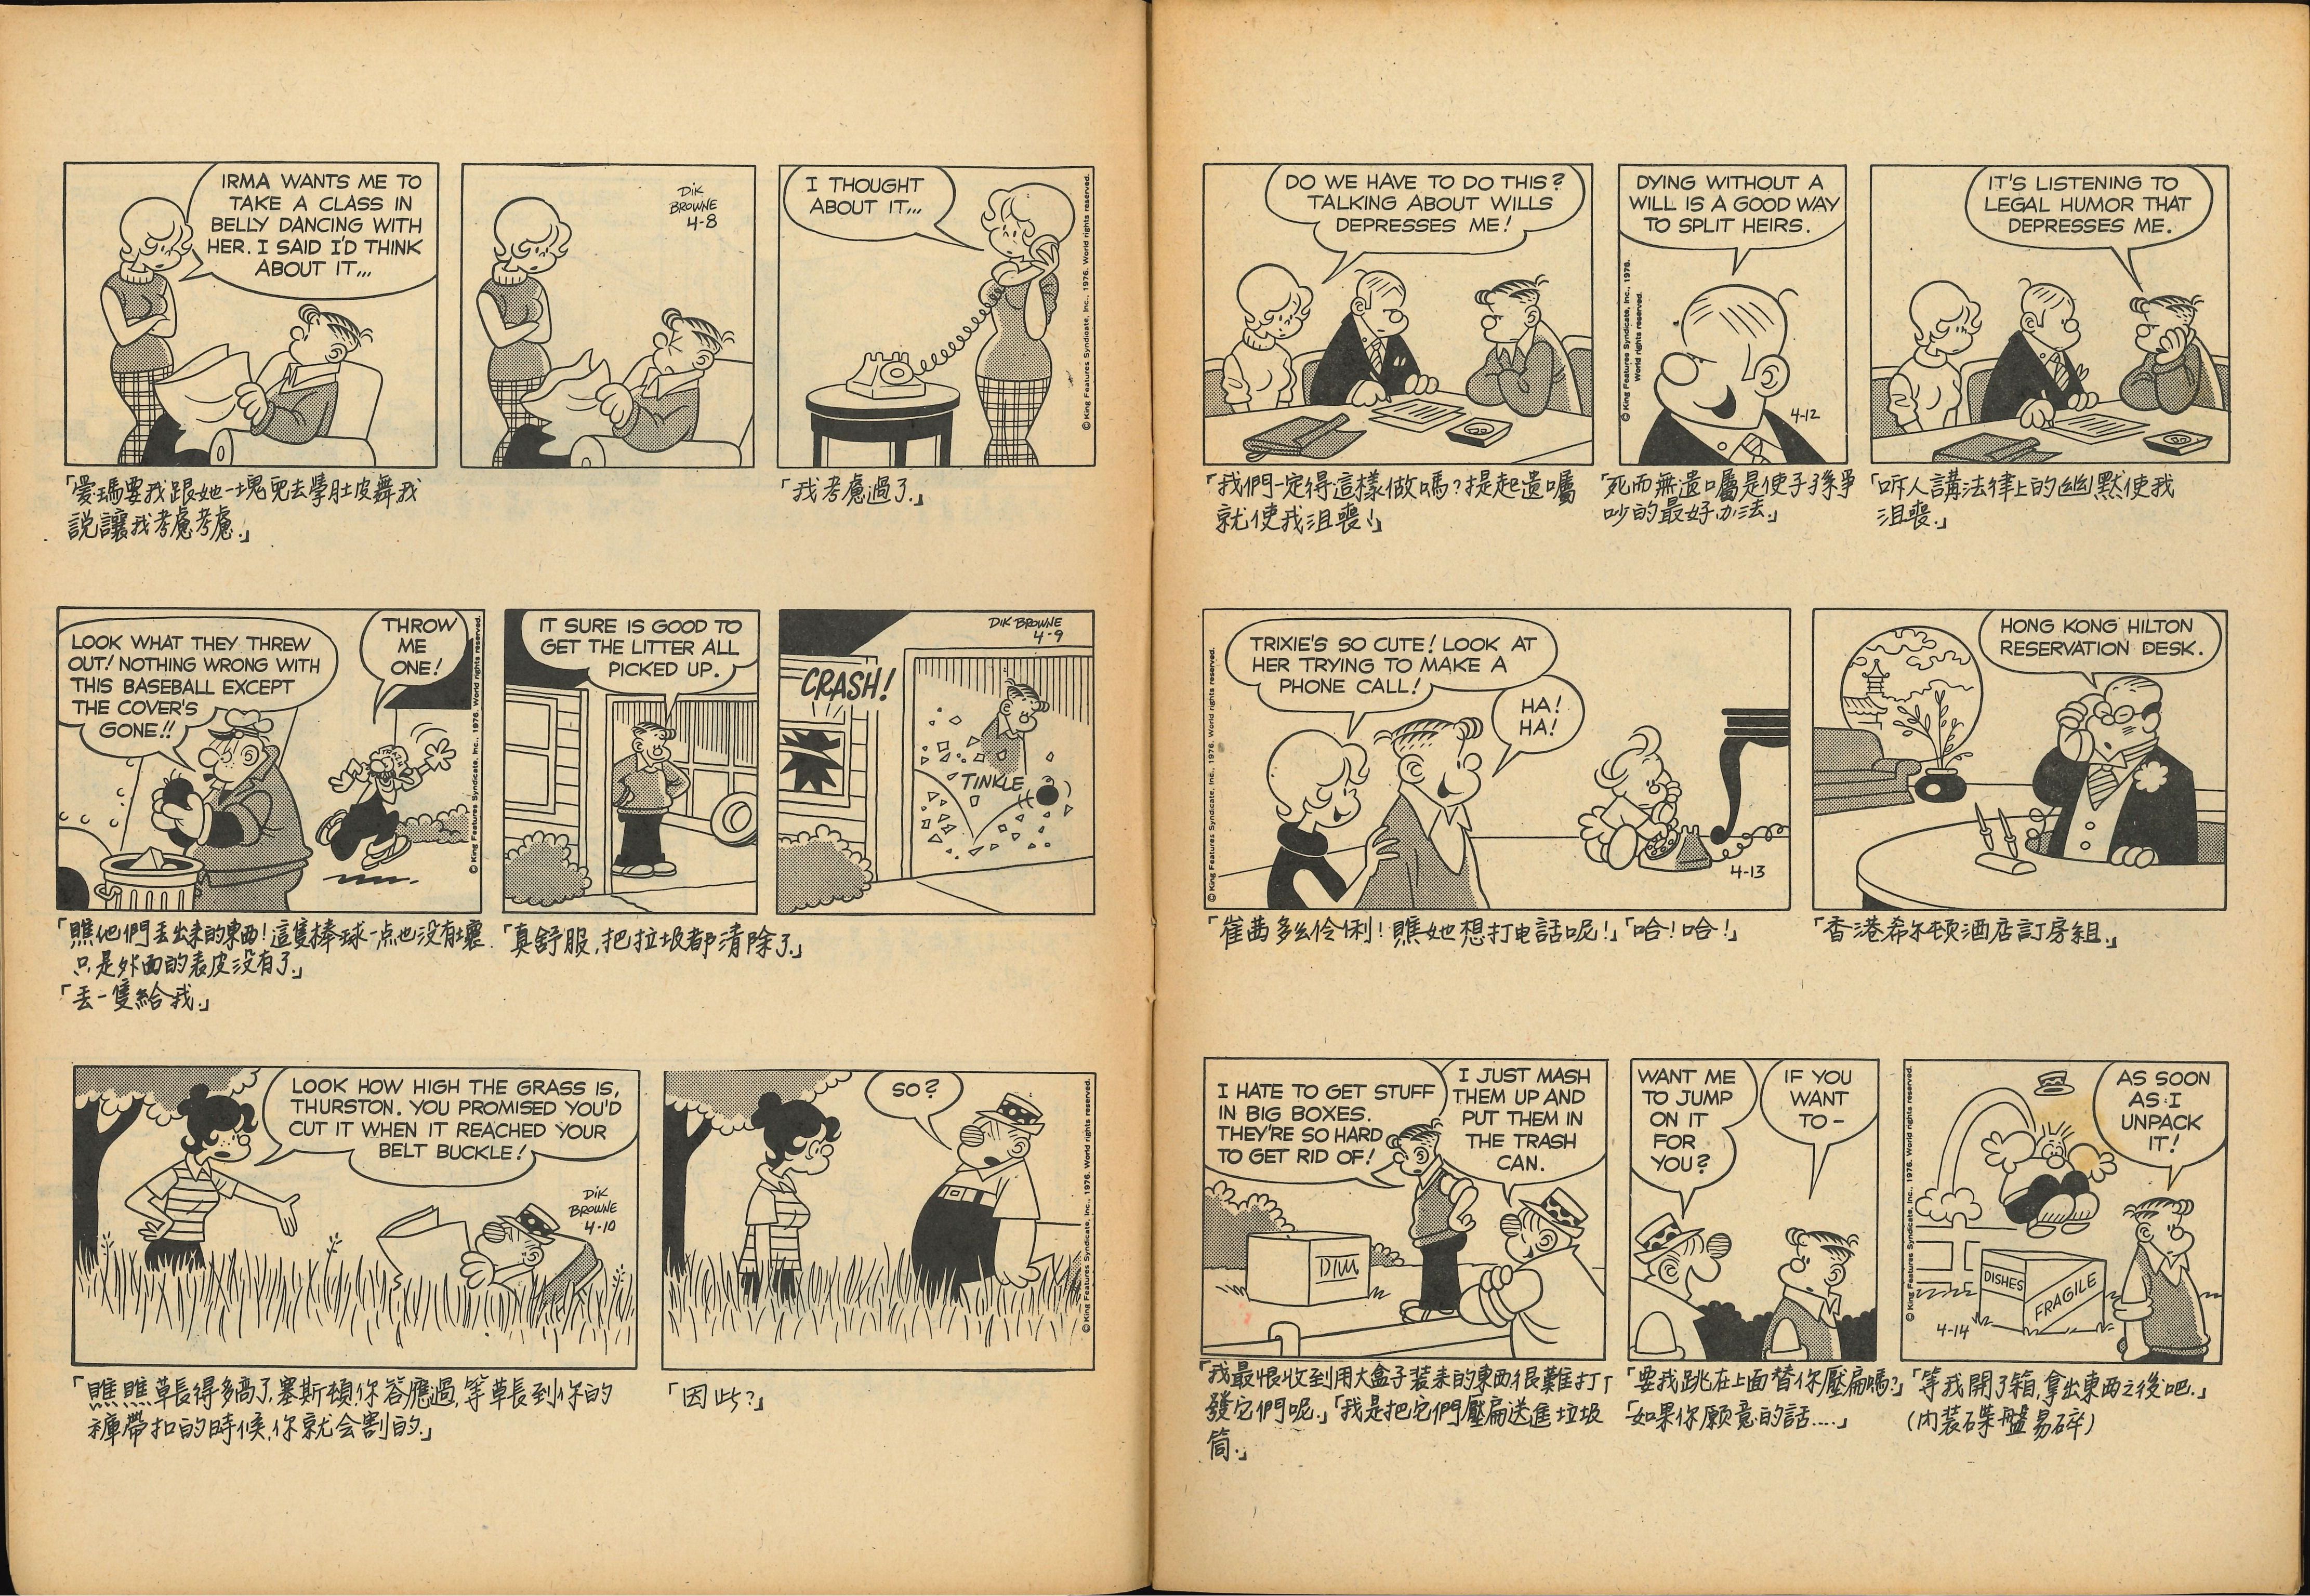 IRMA WANTS ME TO
TAKE A CLASS IN
BELLY DANCING WITH
HER. I SAID I'D THINK
ABOUT IT...
DIK
BROWNE
4-8
I THOUGHT
ABOUT IT...
© King Features Syndicate, Inc., 1976. World rights reserved.
「愛瑪要我跟她一塊兒去學肚皮舞我
説讓我考慮考慮.」
「我考慮過了.」
LOOK WHAT THEY THREW
OUT! NOTHING WRONG WITH
THIS BASEBALL EXCEPT
THE COVER'S
GONE!!
THROW
ME
ONE!
© King Features Syndicate, Inc., 1976. World rights reserved.
IT SURE IS GOOD TO
GET THE LITTER ALL
PICKED UP.
DIK BROWNE
4-9
CRASH!
TINKLE
「瞧他們丢出来的東西!這隻棒球一点也没有壊
只是外面的表皮没有了.」
「丢一隻給我.」
「真舒服,把拉圾都清除了.」
LOOK HOW HIGH THE GRASS IS,
THURSTON. YOU PROMISED YOU'D
CUT IT WHEN IT REACHED YOUR
BELT BUCKLE!
DIK
BROWNE
4-10
SO?
© King Features Syndicate, Inc., 1976. World rights reserved.
「瞧瞧草長得多高了,塞斯頓,你答應過,等草長到你的
褲帶扣的時候,你就会割的.」
「因此?」
DO WE HAVE TO DO THIS?
TALKING ABOUT WILLS
DEPRESSES ME!
DYING WITHOUT A
WILL IS A GOOD WAY
TO SPLIT HEIRS.
© King Features Syndicate, Inc., 1976.
World rights reserved.
4-12
IT'S LISTENING TO
LEGAL HUMOR THAT
DEPRESSES ME.
「我們一定得這樣做嗎?提起遺囑
就使我沮喪!」
「死而無遺囑是使子孫爭
吵的最好办法.」
「听人講法律上的幽默使我
沮喪.」
© King Features Syndicate, Inc., 1976. World rights reserved.
TRIXIE'S SO CUTE! LOOK AT
HER TRYING TO MAKE A
PHONE CALL!
HA!
HA!
4-13
HONG KONG HILTON
RESERVATION DESK.
「崔茜多么伶俐!瞧她想打电話呢!」「哈!哈!」
「香港希尔顿酒店訂房組.」
I HATE TO GET STUFF
IN BIG BOXES.
THEY'RE SO HARD
TO GET RID OF!
I JUST MASH
THEM UP AND
PUT THEM IN
THE TRASH
CAN.
WANT ME
TO JUMP
ON IT
FOR
YOU?
IF YOU
WANT
TO-
© King Features Syndicate, Inc., 1976. World rights reserved.
AS SOON
AS I
UNPACK
IT!
DISHES
FRAGILE
4-14
「我最恨收到用大盒子装来的東西很難打
發它們呢.」「我是把它們壓扁送進垃圾
筒.」
「要我跳在上面替你壓扁嗎?」
「如果你願意的話....」
「等我開了箱,拿出東西之後吧.」
(内装碟盤易碎)